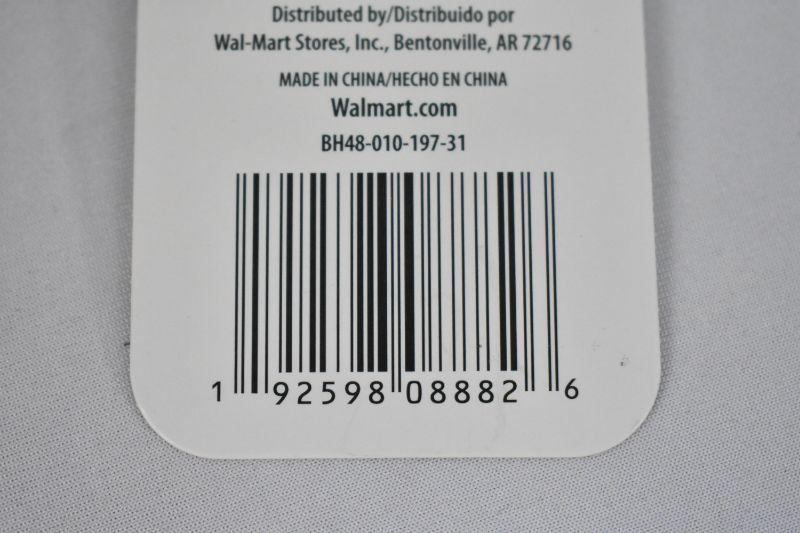 Distributed by/Distribuido por
Wal-Mart Stores, Inc., Bentonville, AR 72716
MADE IN CHINA/HECHO EN CHINA
Walmart.com
BH48-010-197-31
1 92598 08882 6